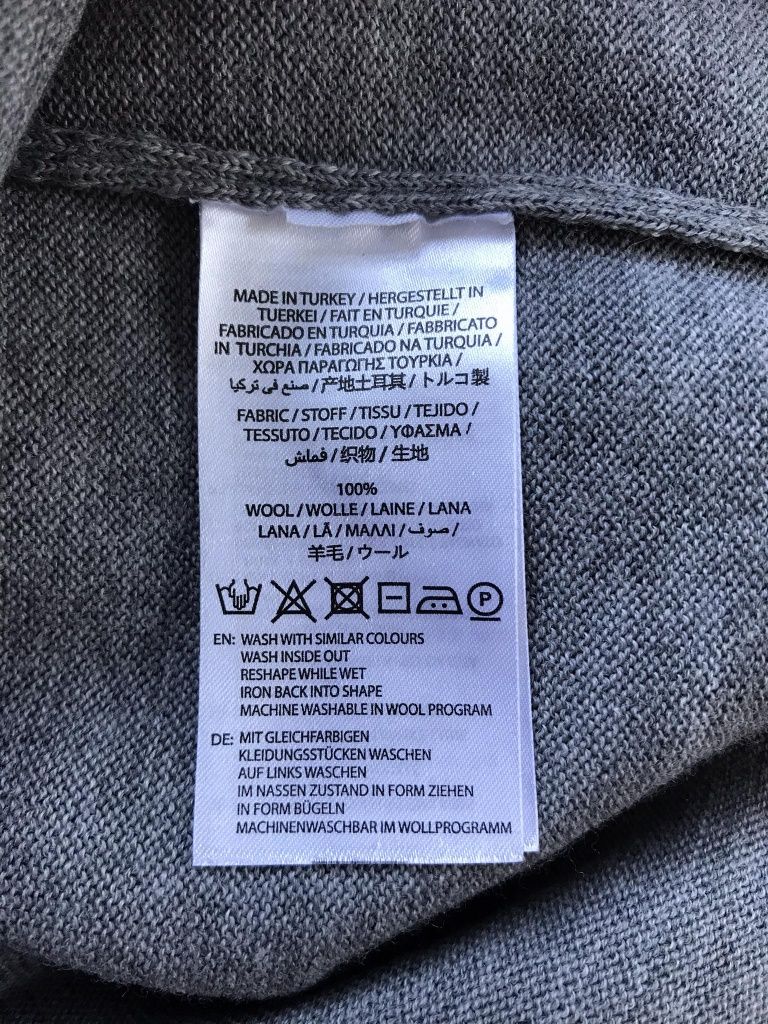 MADE IN TURKEY / HERGESTELLT IN
TUERKEI / FAIT EN TURQUIE /
FABRICADO EN TURQUIA / FABBRICATO
IN TURCHIA / FABRICADO NA TURQUIA /
ΧΩΡΑ ΠΑΡΑΓΩΓΗΣ ΤΟΥΡΚΙΑ /
صنع في تركيا / 产地土耳其 / トルコ製
FABRIC / STOFF / TISSU / TEJIDO /
TESSUTO / TECIDO / ΥΦΑΣΜΑ /
قماش / 织物 / 生地
100%
WOOL / WOLLE / LAINE / LANA
LANA / LÃ / ΜΑΛΛΙ / صوف /
羊毛 / ウール
P
EN: WASH WITH SIMILAR COLOURS
WASH INSIDE OUT
RESHAPE WHILE WET
IRON BACK INTO SHAPE
MACHINE WASHABLE IN WOOL PROGRAM
DE: MIT GLEICHFARBIGEN
KLEIDUNGSSTÜCKEN WASCHEN
AUF LINKS WASCHEN
IM NASSEN ZUSTAND IN FORM ZIEHEN
IN FORM BÜGELN
MACHINENWASCHBAR IM WOLLPROGRAMM